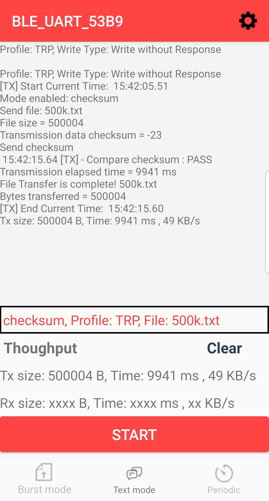 BLE_UART_53B9
Profile: TRP, Write Type: Write without Response
Profile: TRP, Write Type: Write without Response
[TX] Start Current Time:  15:42:05.51
Mode enabled: checksum
Send file: 500k.txt
File size = 500004
Transmission data checksum = -23
Send checksum
15:42:15.64 [TX] - Compare checksum : PASS
Transmission elapsed time = 9941 ms
File Transfer is complete! 500k.txt
Bytes transferred = 500004
[TX] End Current Time:  15:42:15.60
Tx size: 500004 B, Time: 9941 ms , 49 KB/s
checksum, Profile: TRP, File: 500k.txt
Thoughput Clear
Tx size: 500004 B, Time: 9941 ms , 49 KB/s
Rx size: xxxx B, Time: xxxx ms , xx KB/s
START
Burst mode Text mode Periodic